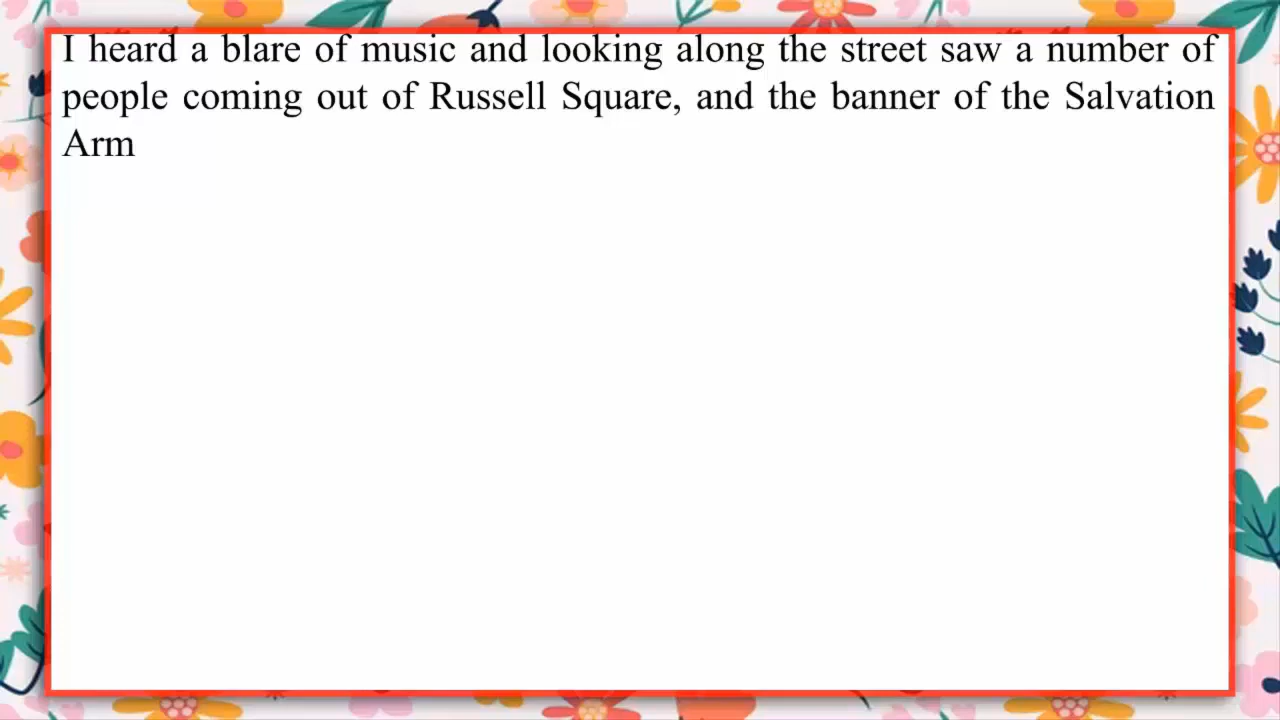 I heard a blare of music and looking along the street saw a number of
people coming out of Russell Square, and the banner of the Salvation
Arm